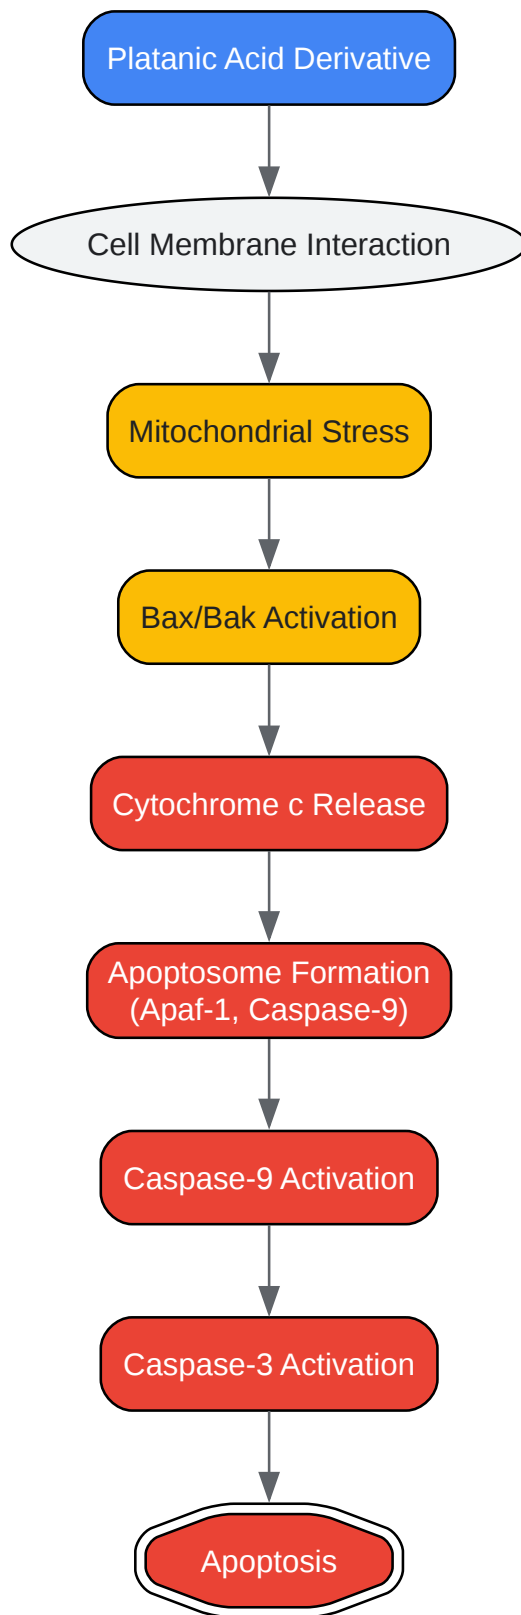 Platanic Acid Derivative
Cell Membrane Interaction
Mitochondrial Stress
Bax/Bak Activation
Cytochrome c Release
Apoptosome Formation
(Apaf-1, Caspase-9)
Caspase-9 Activation
Caspase-3 Activation
Apoptosis